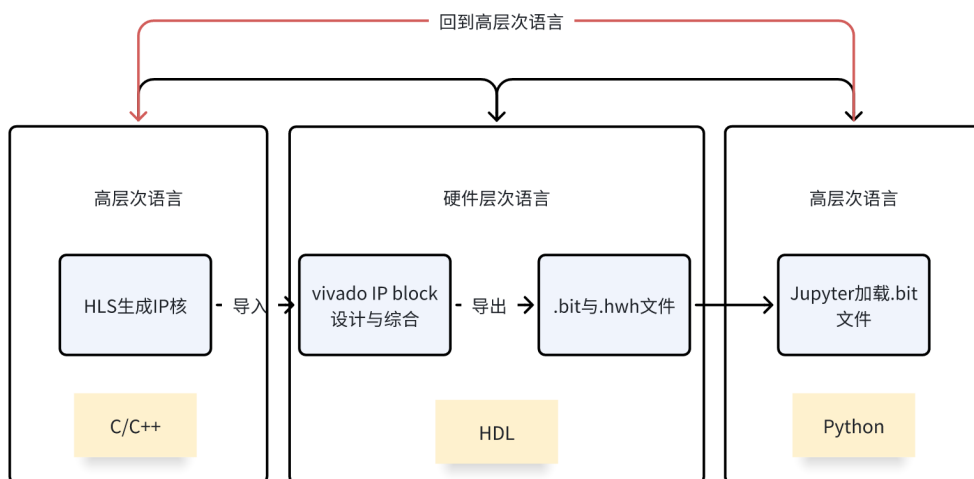 回到高层次语言
高层次语言
硬件层次语言
高层次语言
HLS生成IP核
导入
vivado IP block
设计与综合
导出
.bit与.hwh文件
Jupyter加载.bit
文件
C/C++
HDL
Python